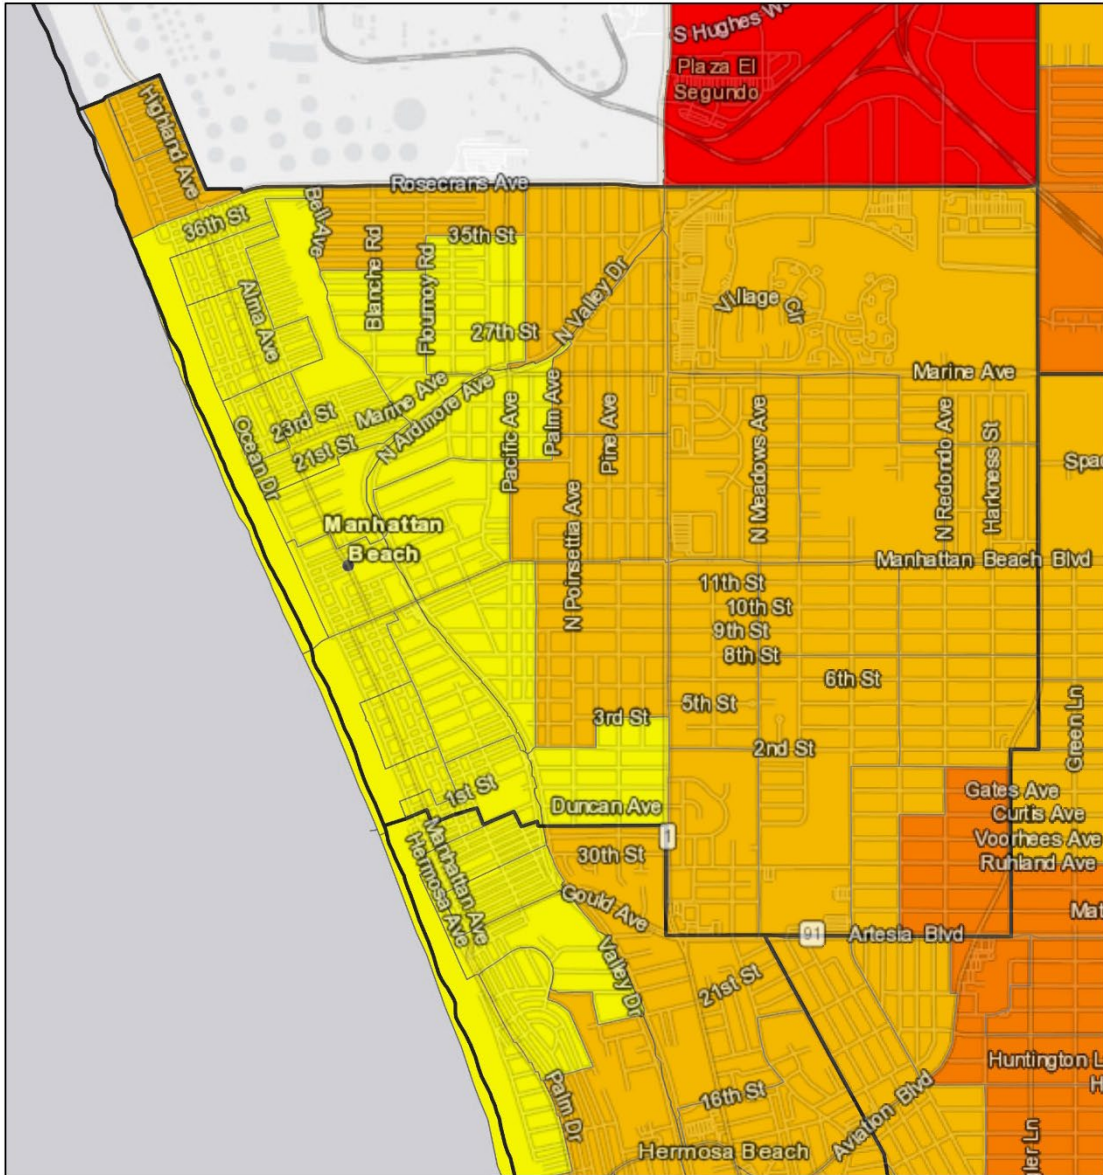 S Hughes
Plaza El
Segundo
Highland Ave
Rosecrans Ave
36th St
Bell Ave
Blanche Rd
35th St
Flournoy Rd
N Valley Dr
Alma Ave
27th St
Village Cir
Marine Ave
Marine Ave
23rd St
21st St
N Ardmore Ave
Ocean Dr
Pacific Ave
Palm Ave
Pine Ave
N Meadows Ave
N Redondo Ave
Harkness St
Manhattan
Beach
N Poinsettia Ave
Manhattan Beach Blvd
11th St
10th St
9th St
8th St
6th St
5th St
3rd St
2nd St
Green Ln
1st St
Duncan Ave
Gates Ave
Curtis Ave
Voorhees Ave
Ruhland Ave
1
30th St
Manhattan Ave
Hermosa Ave
Gould Ave
Valley Dr
91
Artesia Blvd
21st St
Palm Dr
16th St
Aviation Blvd
Huntington L
H
Hermosa Beach
ler Ln